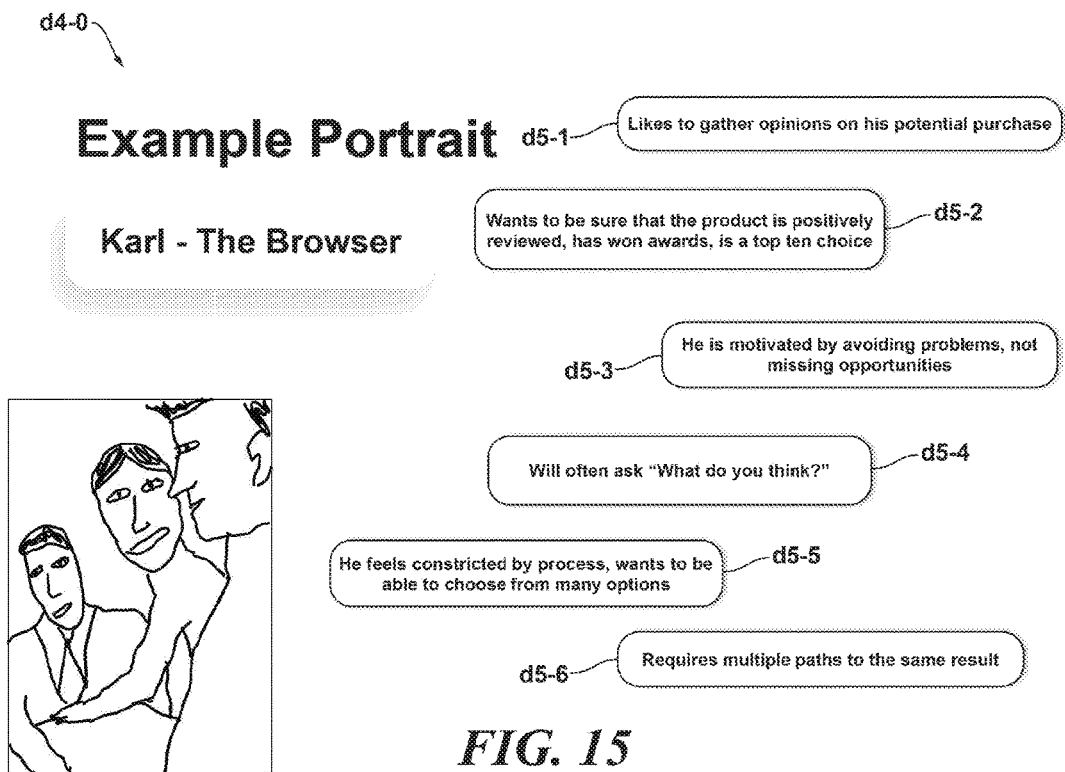 d4-0
Example Portrait
d5-1
Likes to gather opinions on his potential purchase
Karl - The Browser
Wants to be sure that the product is positively
reviewed, has won awards, is a top ten choice
d5-2
He is motivated by avoiding problems, not
missing opportunities
d5-3
Will often ask “What do you think?”
d5-4
He feels constricted by process, wants to be
able to choose from many options
d5-5
Requires multiple paths to the same result
d5-6
FIG. 15